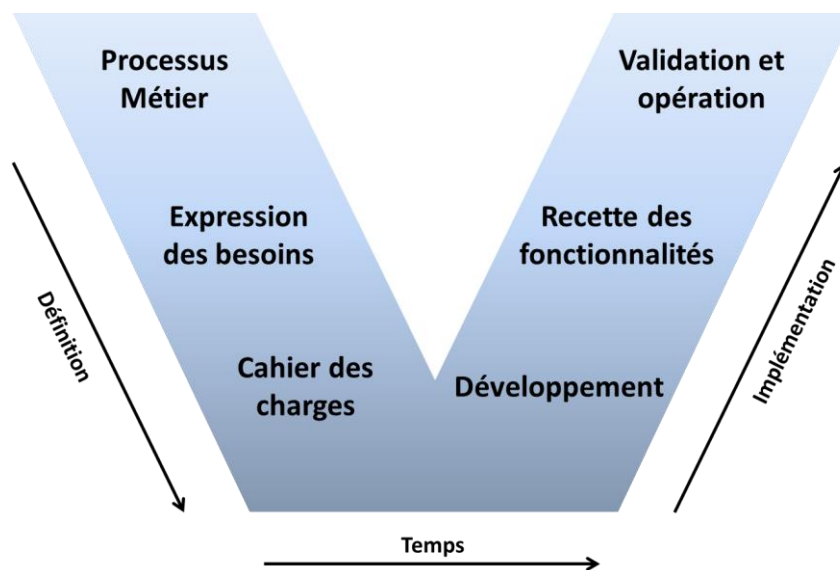 Processus
Métier
Expression
des besoins
Cahier des
charges
Définition
Validation et
opération
Recette des
fonctionnalités
Développement
Implémentation
Temps